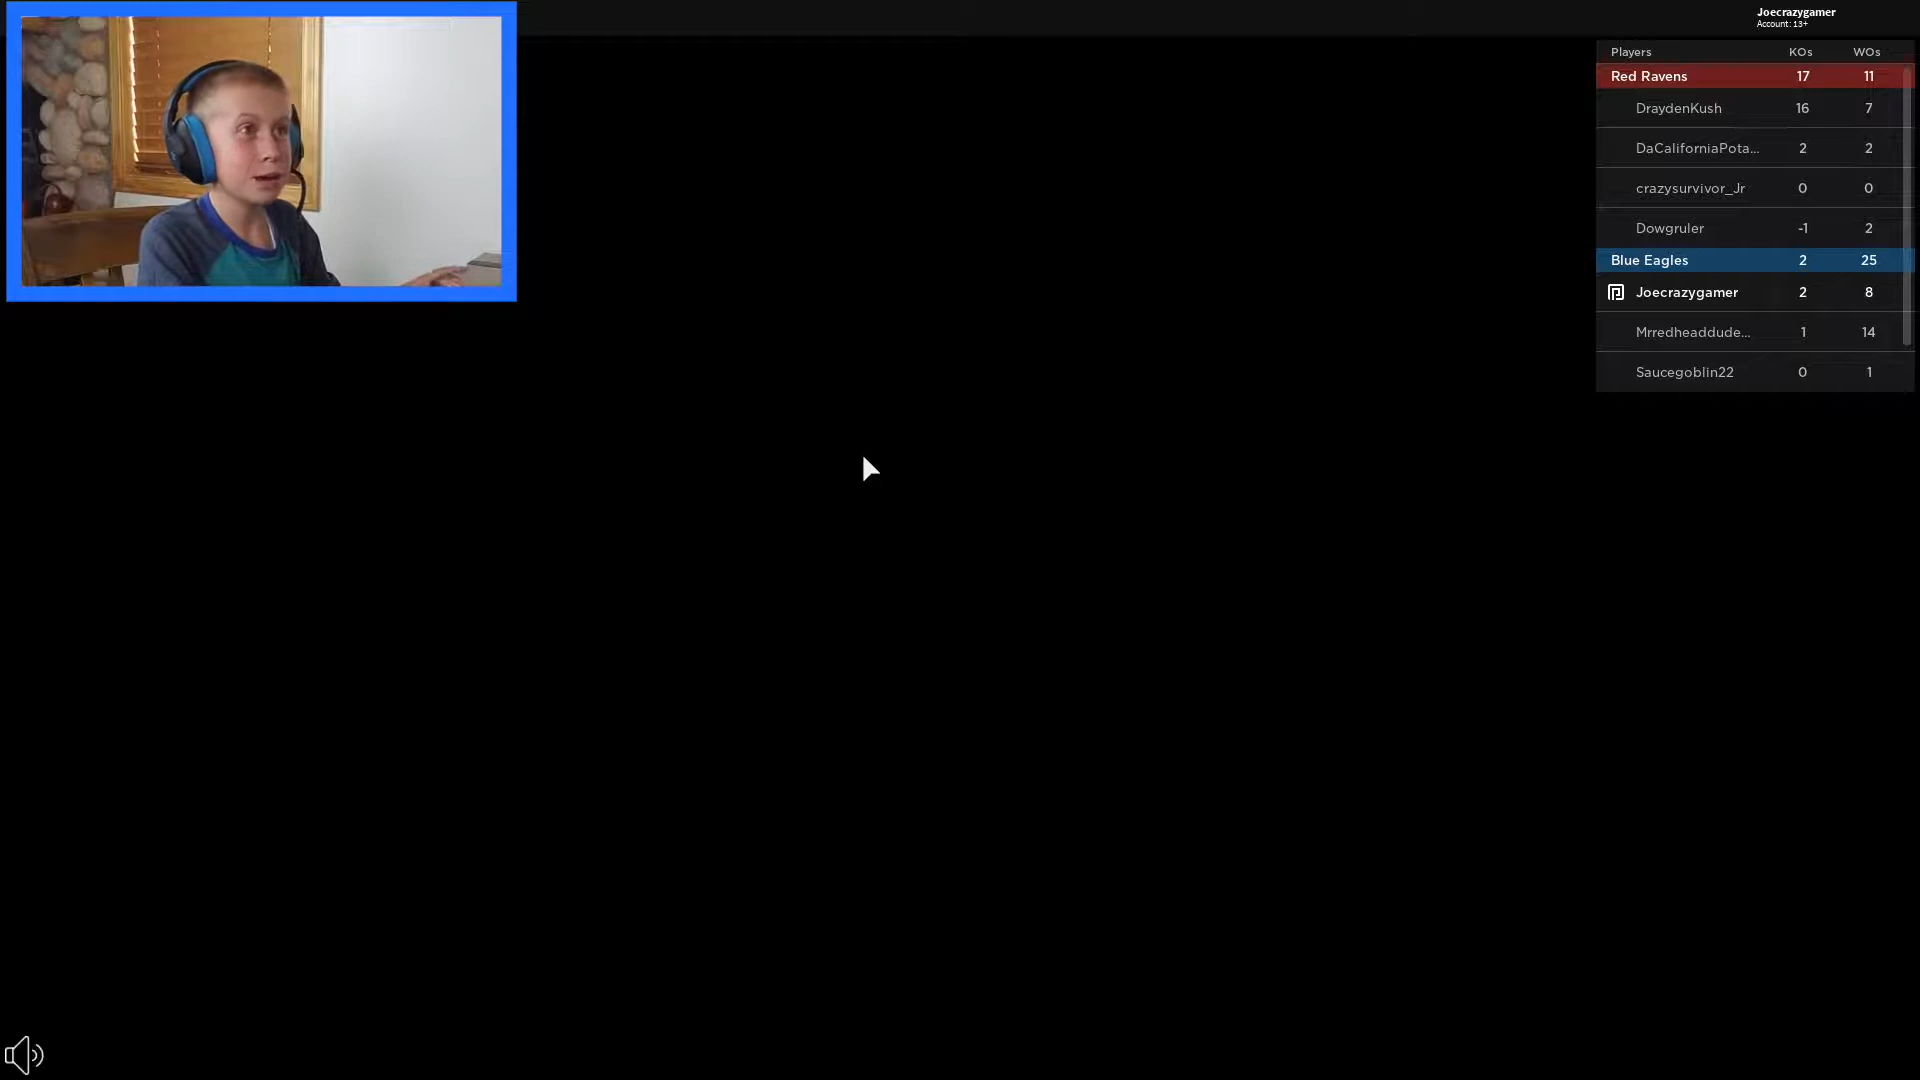 Joecrazygamer
Account: 13+
Players KOs WOs
Red Ravens 17 11
DraydenKush 16 7
DaCaliforniaPota... 2 2
crazysurvivor_Jr 0 0
Dowgruler -1 2
Blue Eagles 2 25
Joecrazygamer 2 8
Mrredheaddude... 1 14
Saucegoblin22 0 1